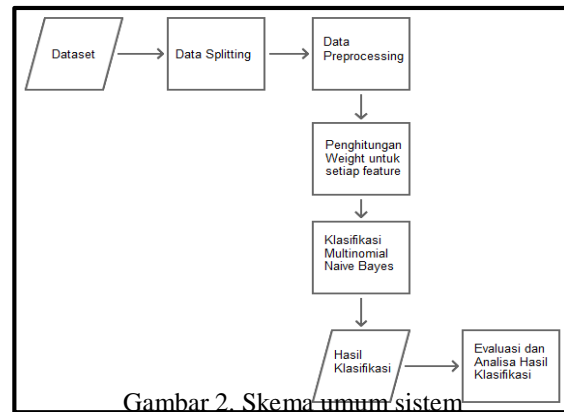 Dataset
Data Splitting
Data
Preprocessing
Penghitungan
Weight untuk
setiap feature
Klasifikasi
Multinomial
Naive Bayes
Hasil
Klasifikasi
Evaluasi dan
Analisa Hasil
Klasifikasi
Gambar 2. Skema umum sistem